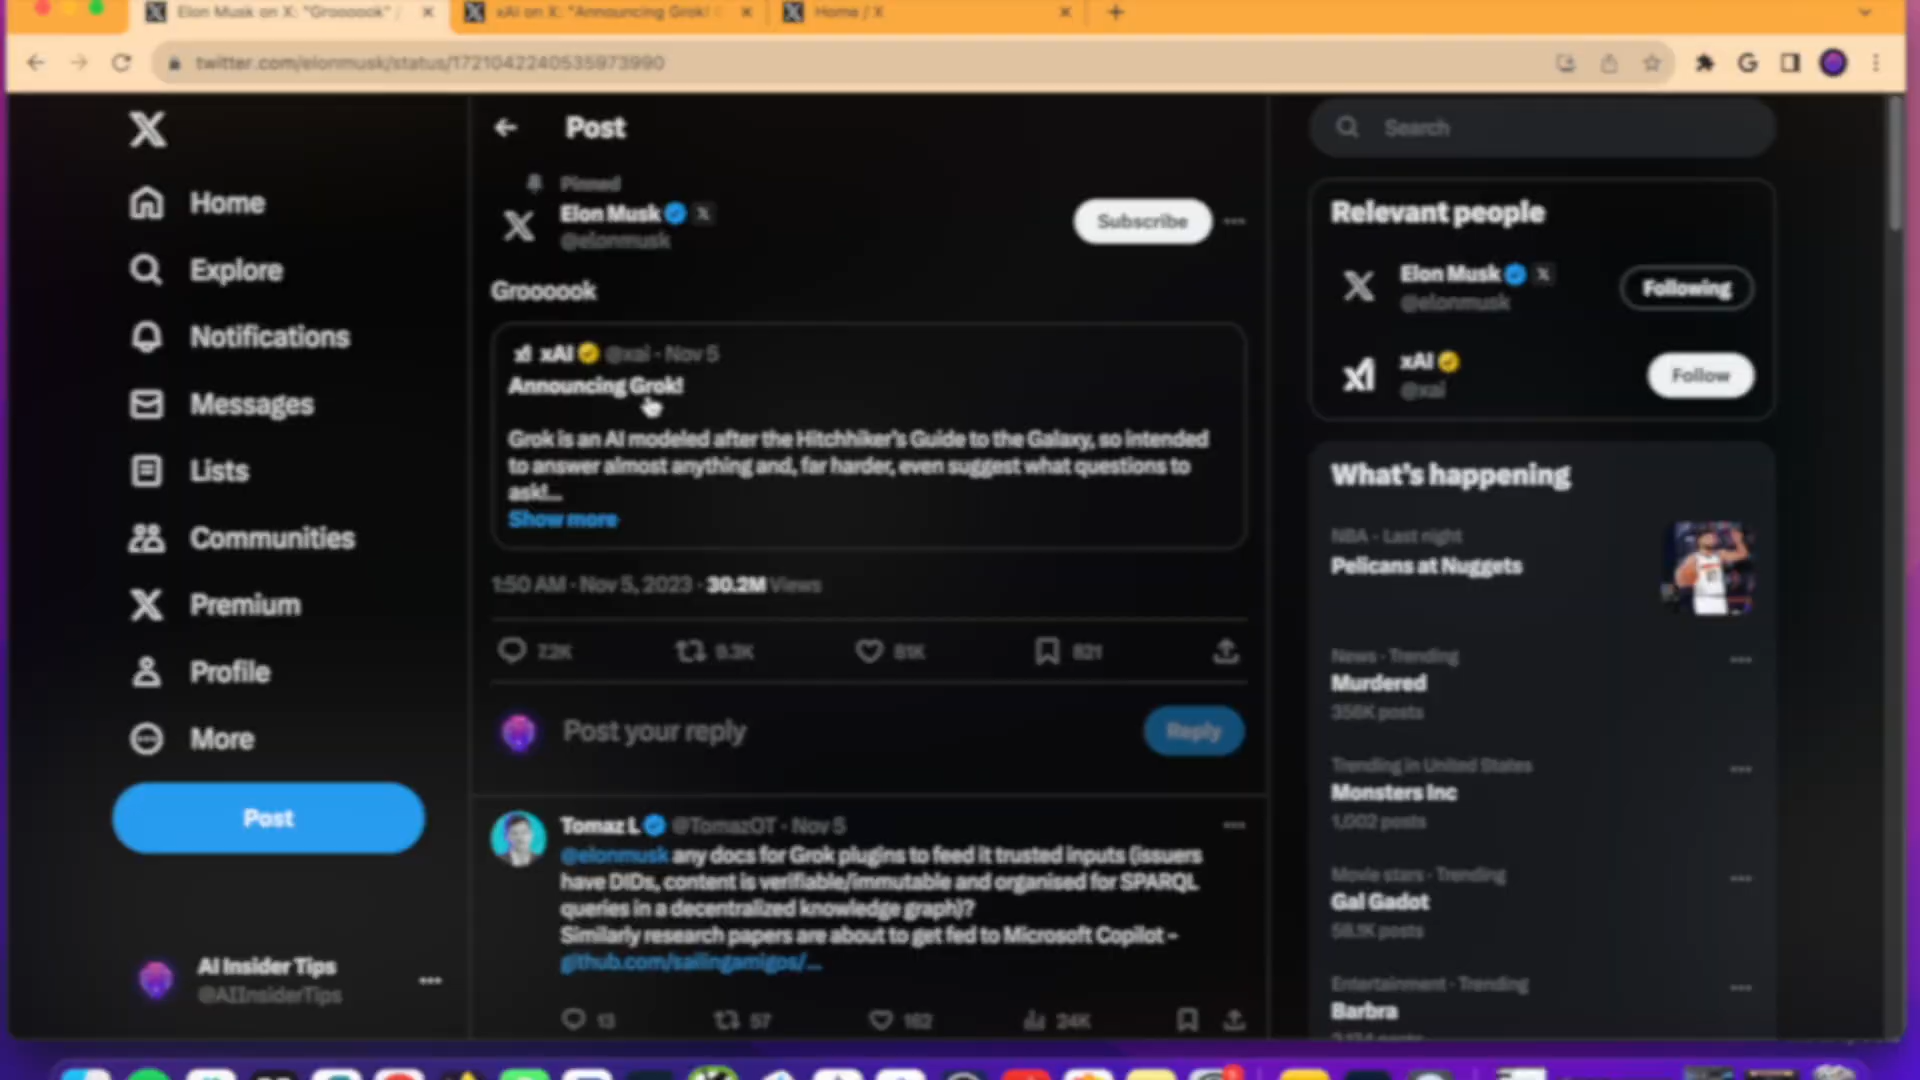 Elon Musk on X: "Groooook" /
xAI on X: "Announcing Grok!
Home / X
twitter.com/elonmusk/status/1721042240535973990
Home
Explore
Notifications
Messages
Lists
Communities
Premium
Profile
More
Post
AI Insider Tips
@AIInsiderTips
Post
Pinned
Elon Musk
@elonmusk
Subscribe
Groooook
xAI @xai · Nov 5
Announcing Grok!
Grok is an AI modeled after the Hitchhiker's Guide to the Galaxy, so intended
to answer almost anything and, far harder, even suggest what questions to
ask!...
Show more
1:50 AM · Nov 5, 2023 · 30.2M Views
7.2K 9.3K 81K 821
Post your reply
Reply
Tomaz L @TomazOT · Nov 5
@elonmusk any docs for Grok plugins to feed it trusted inputs (issuers
have DIDs, content is verifiable/immutable and organised for SPARQL
queries in a decentralized knowledge graph)?
Similarly research papers are about to get fed to Microsoft Copilot -
github.com/sailingamigos/...
13 57 162 24K
Search
Relevant people
Elon Musk
@elonmusk
Following
xAI
@xai
Follow
What's happening
NBA · Last night
Pelicans at Nuggets
News · Trending
Murdered
356K posts
Trending in United States
Monsters Inc
1,002 posts
Movie stars · Trending
Gal Gadot
58.1K posts
Entertainment · Trending
Barbra